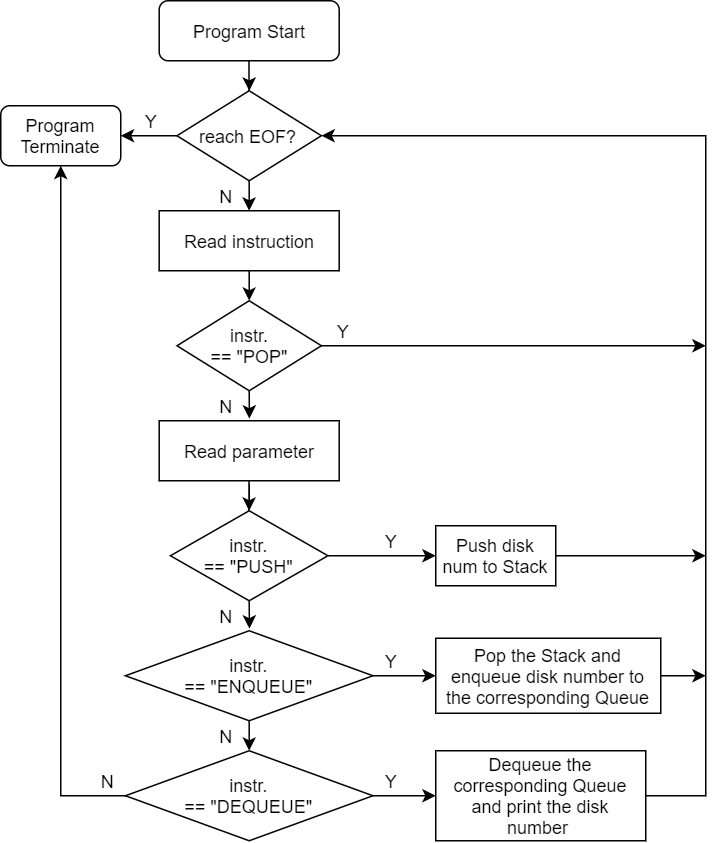 Program Start
Program
Terminate
Y
reach EOF?
N
Read instruction
instr.
== "POP"
Y
N
Read parameter
instr.
== "PUSH"
Y
Push disk
num to Stack
N
instr.
== "ENQUEUE"
Y
Pop the Stack and
enqueue disk number to
the corresponding Queue
N
N
instr.
== "DEQUEUE"
Y
Dequeue the
corresponding Queue
and print the disk
number